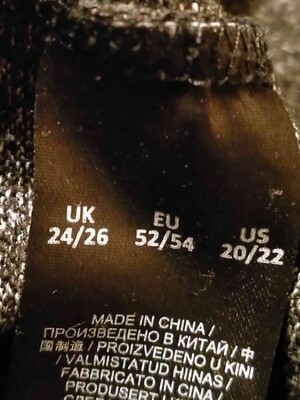 UK EU US
24/26 52/54 20/22
MADE IN CHINA /
ПРОИЗВЕДЕНО В КИТАЙ / 中
国制造 / PROIZVEDENO U KINI
/ VALMISTATUD HIINAS /
FABBRICATO IN CINA /
PRODUSERT I